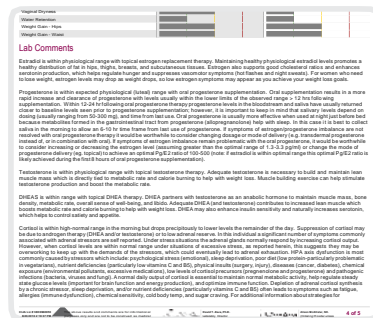 Vaginal Dryness
Water Retention
Weight Gain - Hips
Weight Gain - Waist
Lab Comments
Estradiol is within physiological range with topical estrogen replacement therapy. Maintaining healthy physiological estradiol levels promotes a
healthy distribution of fat in hips, thighs, breasts, and subcutaneous tissues. Estrogen also supports good cholesterol ratios and enhances
serotonin production, which helps regulate hunger and suppresses vasomotor symptoms (hot flashes and night sweats). For women who need
to lose weight, estrogen levels may drop as weight drops, so low estrogen symptoms may appear as you achieve your weight loss goals.
Progesterone is within expected physiological (luteal) range with oral progesterone supplementation. Oral supplementation results in a more
rapid increase and clearance of progesterone with levels usually within the lower limits of the observed range > 12 hrs following
supplementation. Within 12-24 hr following oral progesterone therapy progesterone levels in the bloodstream and saliva have usually returned
closer to baseline levels seen prior to progesterone supplementation; however, it is important to keep in mind that salivary levels depend on
dosing (usually ranging from 50-300 mg), and time from last use. Oral progesterone is usually more effective when used at night just before bed
because metabolites formed in the gastrointestinal tract from progesterone (allopregnanolone) help with sleep. In this case it is best to collect
saliva in the morning to allow an 6-10 hr time frame from last use of progesterone. If symptoms of estrogen/progesterone imbalance are not
resolved with oral progesterone therapy it would be worthwhile to consider changing dosage or mode of delivery (e.g. transdermal progesterone
instead of, or in combination with oral). If symptoms of estrogen imbalance remain problematic with the oral progesterone, it would be worthwhile
to consider increasing or decreasing the estrogen level (assuming greater than the optimal range of 1.3-3.3 pg/ml) or change the mode of
progesterone delivery (eg. topical) to achieve an optimal Pg/E2 ratio of 100-500 (note: if estradiol is within optimal range this optimal Pg/E2 ratio is
likely achieved during the first 8 hours of oral progesterone supplementation).
Testosterone is within physiological range with topical testosterone therapy. Adequate testosterone is necessary to build and maintain lean
muscle mass which is directly tied to metabolic rate and calorie burning to help with weight loss. Muscle building exercise can help stimulate
testosterone production and boost the metabolic rate.
DHEAS is within range with topical DHEA therapy. DHEA partners with testosterone as an anabolic hormone to maintain muscle mass, bone
density, metabolic rate, overall sense of well-being, and libido. Adequate DHEA (and testosterone) contributes to increased lean muscle which
boosts metabolic rate and calorie burning to help with weight loss. DHEA may also enhance insulin sensitivity and naturally increases serotonin,
which helps to control satiety and appetite.
Cortisol is within high-normal range in the morning but drops precipitously to lower levels the remainder of the day. Suppression of cortisol may
be due to androgen therapy (DHEA and/or testosterone) or to low adrenal reserve. In this individual a significant number of symptoms commonly
associated with adrenal stressors are self reported. Under stress situations the adrenal glands normally respond by increasing cortisol output.
However, when cortisol levels are within normal range under situations of excessive stress, as reported herein, this suggests they may be
overworking to keep up with the demands of the stressors, which could eventually lead to adrenal exhaustion. HPA axis dysfunction is most
commonly caused by stressors which include: psychological stress (emotional), sleep deprivation, poor diet (low protein-particularly problematic
in vegetarians), nutrient deficiencies (particularly low vitamins C and B5), physical insults (surgery, injury), diseases (cancer, diabetes), chemical
exposure (environmental pollutants, excessive medications), low levels of cortisol precursors (pregnenolone and progesterone) and pathogenic
infections (bacteria, viruses and fungi). A normal daily output of cortisol is essential to maintain normal metabolic activity, help regulate steady
state glucose levels (important for brain function and energy production), and optimize immune function. Depletion of adrenal cortisol synthesis
by a chronic stressor, sleep deprivation, and/or nutrient deficiencies (particularly vitamins C and B5) often leads to symptoms such as fatigue,
allergies (immune dysfunction), chemical sensitivity, cold body temp, and sugar craving. For additional information about strategies for
4 of 5